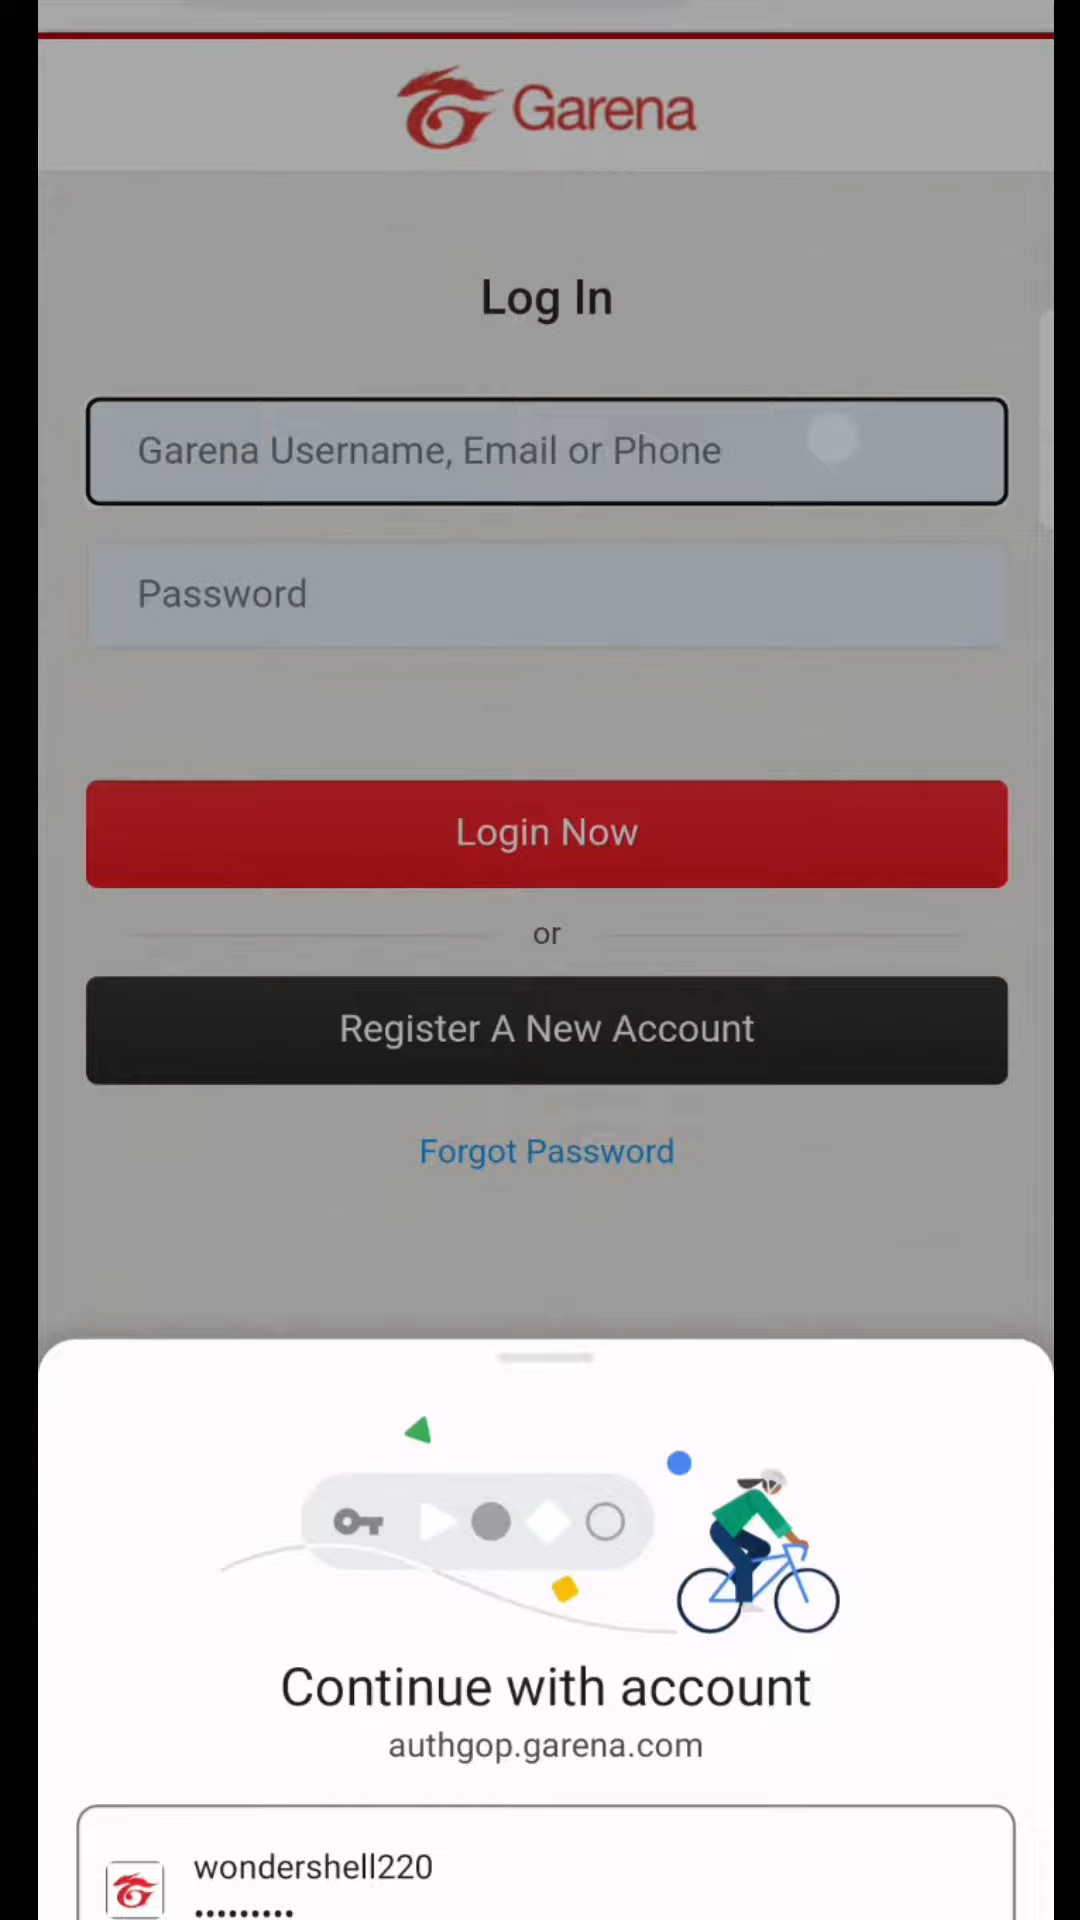 Garena
Log In
Garena Username, Email or Phone
Password
Login Now
or
Register A New Account
Forgot Password
Continue with account
authgop.garena.com
wondershell220
•••••••••